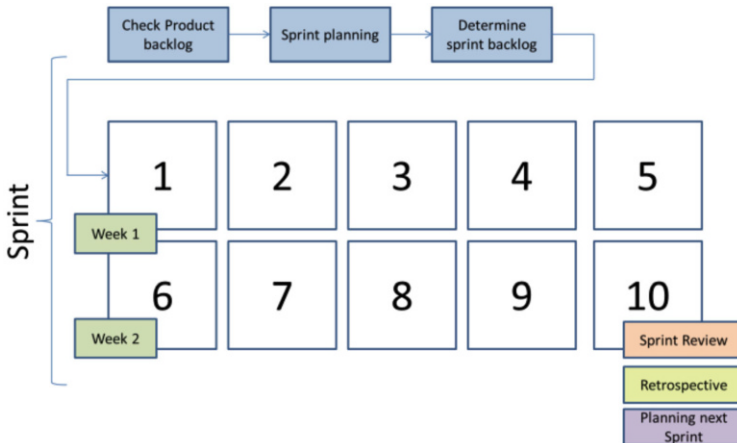 Check Product
backlog
Sprint planning
Determine
sprint backlog
Sprint
1
2
3
4
5
Week 1
6
7
8
9
10
Week 2
Sprint Review
Retrospective
Planning next
Sprint